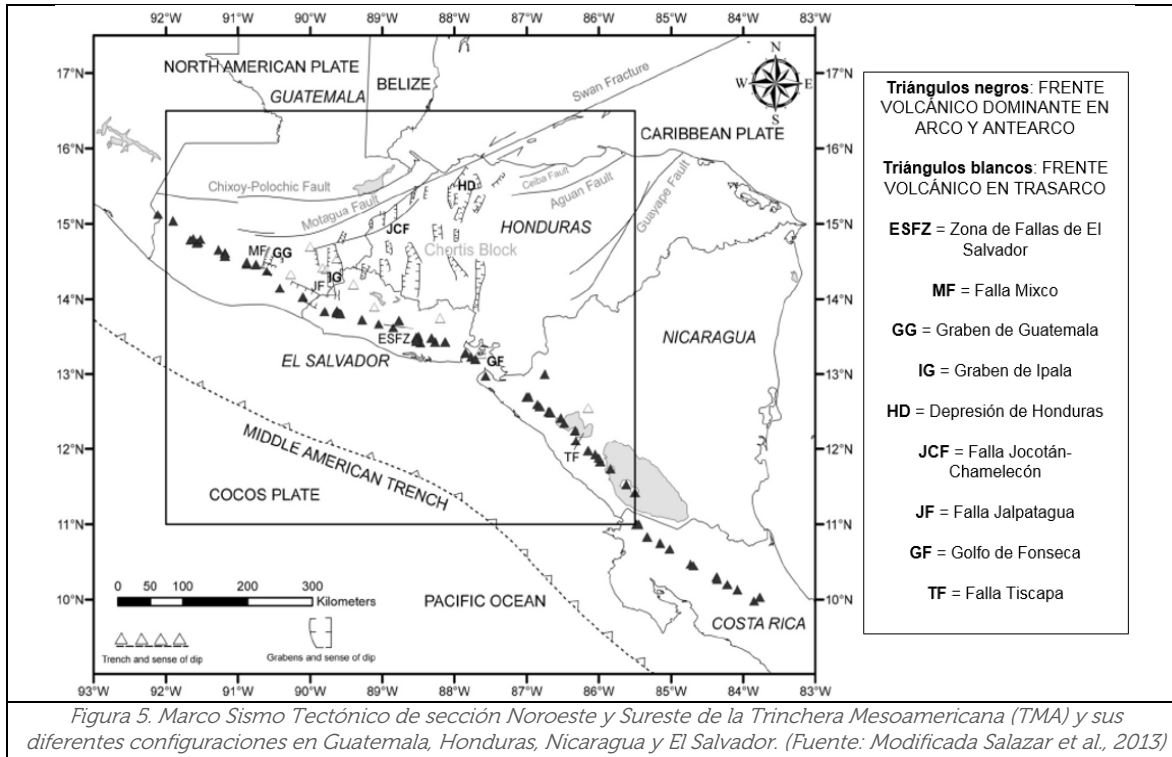 92°W 91°W 90°W 89°W 88°W 87°W 86°W 85°W 84°W 83°W
17°N
16°N
15°N
14°N
13°N
12°N
11°N
10°N
17°N
16°N
15°N
14°N
13°N
12°N
11°N
10°N
N
W E
S
NORTH AMERICAN PLATE
GUATEMALA
BELIZE
Swan Fracture
CARIBBEAN PLATE
Chixoy-Polochic Fault
Motagua Fault
HD
Ceiba Fault
Aguan Fault
Guayape Fault
JCF
HONDURAS
Chortis Block
MF
GG
IG
JF
ESFZ
EL SALVADOR
GF
NICARAGUA
TF
MIDDLE AMERICAN TRENCH
COCOS PLATE
PACIFIC OCEAN
COSTA RICA
0 50 100 200 300
Kilometers
Trench and sense of dip
Grabens and sense of dip
93°W 92°W 91°W 90°W 89°W 88°W 87°W 86°W 85°W 84°W 83°W
Triángulos negros: FRENTE
VOLCÁNICO DOMINANTE EN
ARCO Y ANTEARCO
Triángulos blancos: FRENTE
VOLCÁNICO EN TRASARCO
ESFZ = Zona de Fallas de El
Salvador
MF = Falla Mixco
GG = Graben de Guatemala
IG = Graben de Ipala
HD = Depresión de Honduras
JCF = Falla Jocotán-
Chamelecón
JF = Falla Jalpatagua
GF = Golfo de Fonseca
TF = Falla Tiscapa
Figura 5. Marco Sismo Tectónico de sección Noroeste y Sureste de la Trinchera Mesoamericana (TMA) y sus
diferentes configuraciones en Guatemala, Honduras, Nicaragua y El Salvador. (Fuente: Modificada Salazar et al., 2013)